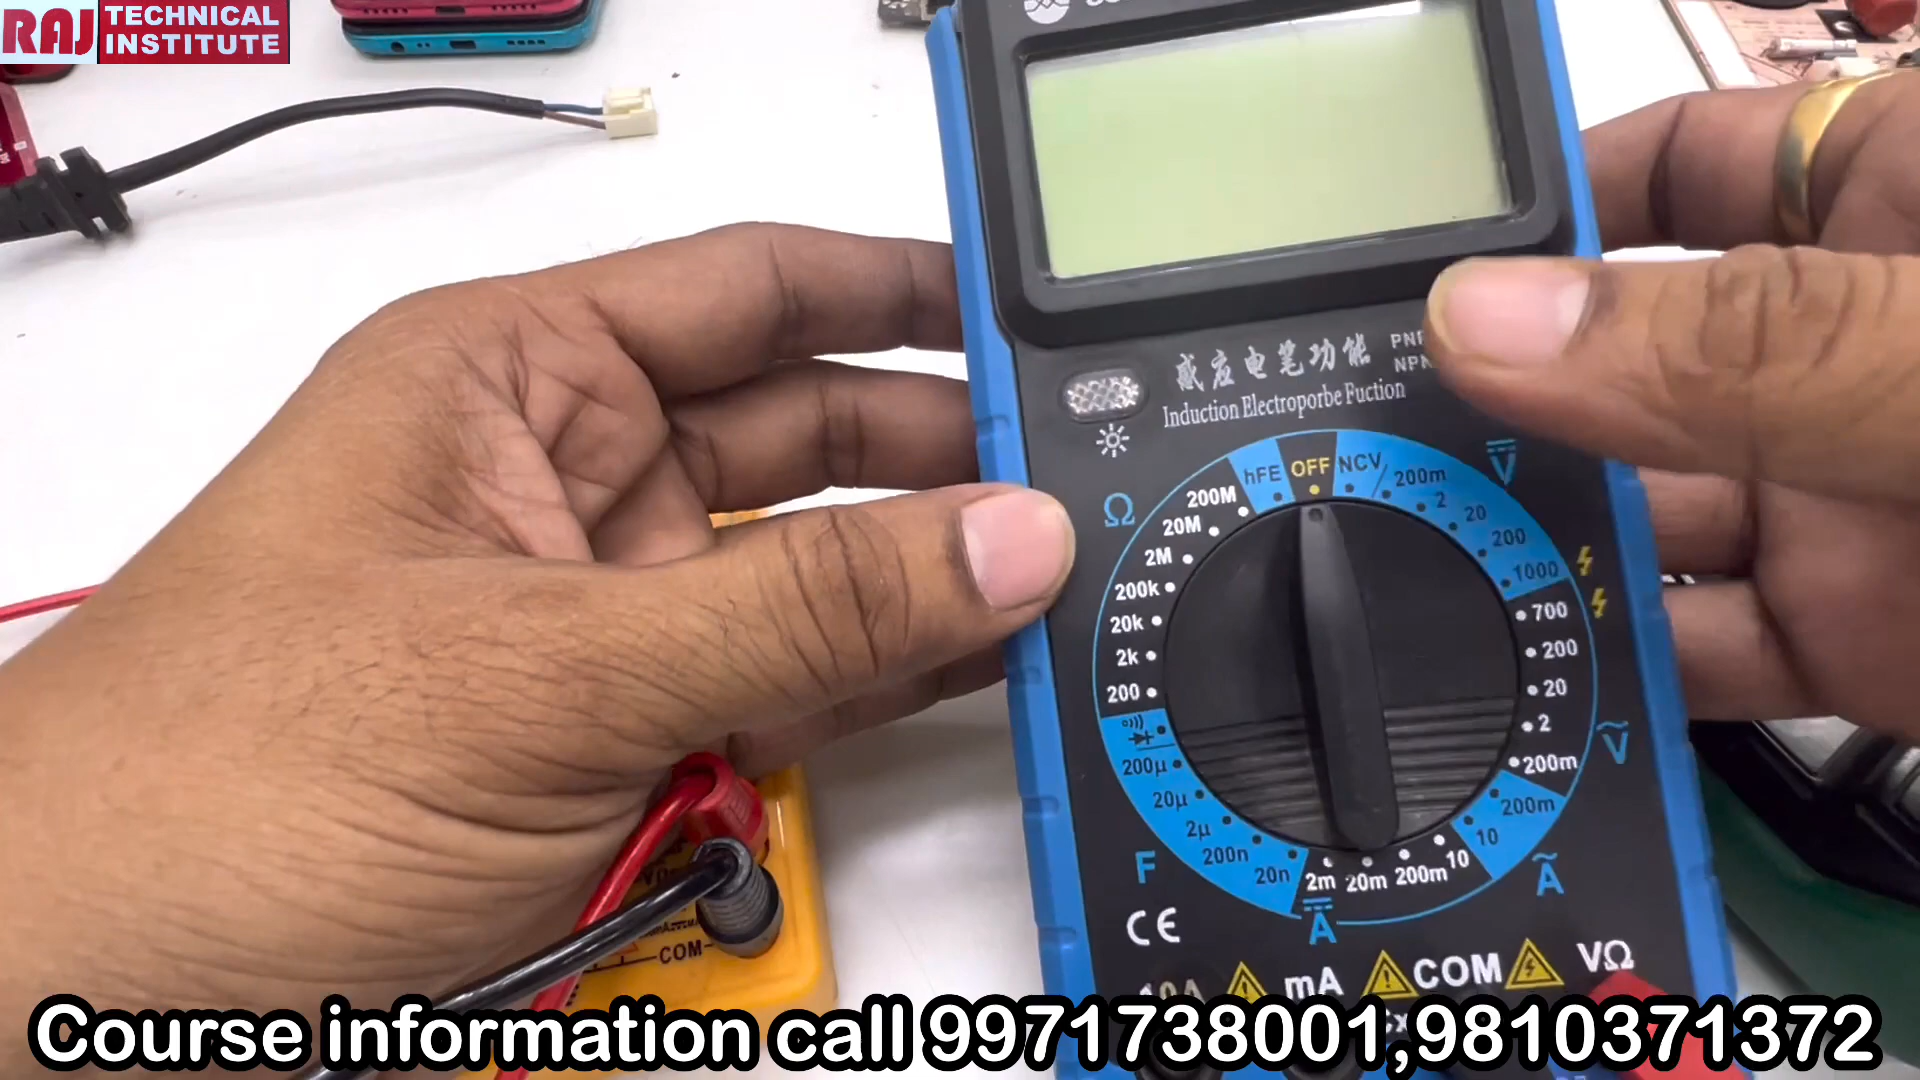 RAJ TECHNICAL
INSTITUTE
感应电笔功能
Induction Electroporbe Fuction
hFE OFF NCV 200m
2
20
200
1000
700
200
20
2
200m
200m
10
10
200m
20m
2m
20n
200n
2μ
20μ
200μ
200
2k
20k
200k
2M
20M
200M
Ω
V
V
A
A
F
CE
10A mA COM VΩ
COM
Course information call 9971738001,9810371372